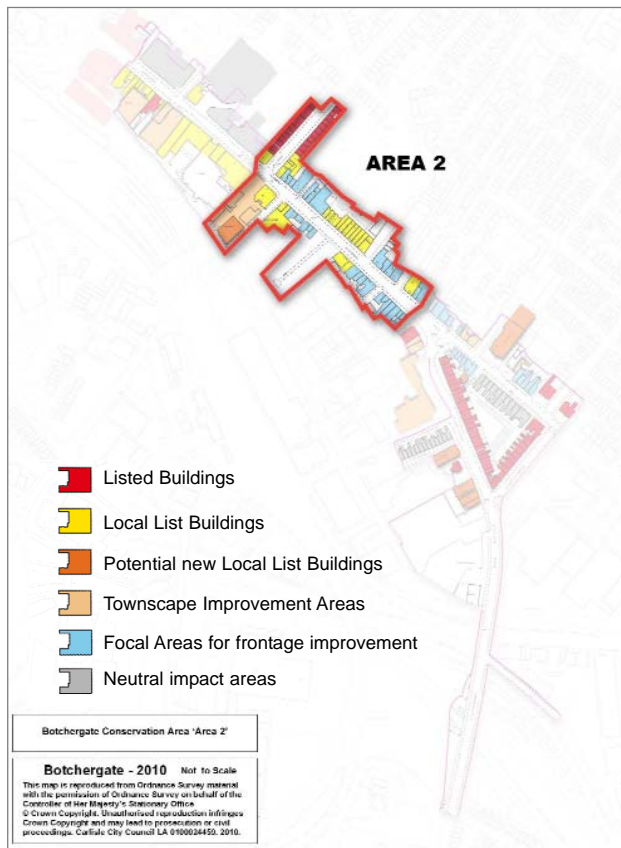 AREA 2
Listed Buildings
Local List Buildings
Potential new Local List Buildings
Townscape Improvement Areas
Focal Areas for frontage improvement
Neutral impact areas
Botchergate Conservation Area 'Area 2'
Botchergate - 2010 Not to Scale
This map is reproduced from Ordnance Survey material
with the permission of Ordnance Survey on behalf of the
Controller of Her Majesty's Stationary Office
© Crown Copyright. Unauthorised reproduction infringes
Crown Copyright and may lead to prosecution or civil
proceedings. Carlisle City Council LA 0100024459. 2010.